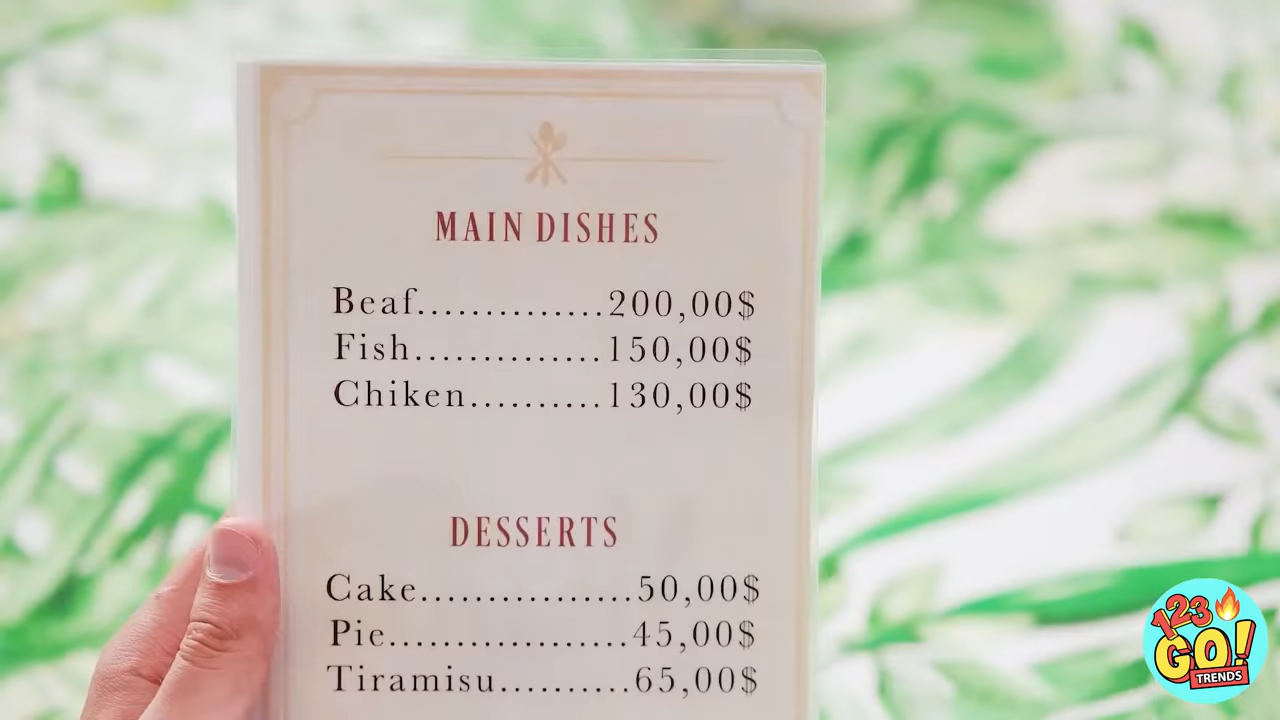 MAIN DISHES
Beaf..............200,00$
Fish..............150,00$
Chiken..........130,00$
DESSERTS
Cake................50,00$
Pie..................45,00$
Tiramisu..........65,00$
123
GO!
TRENDS